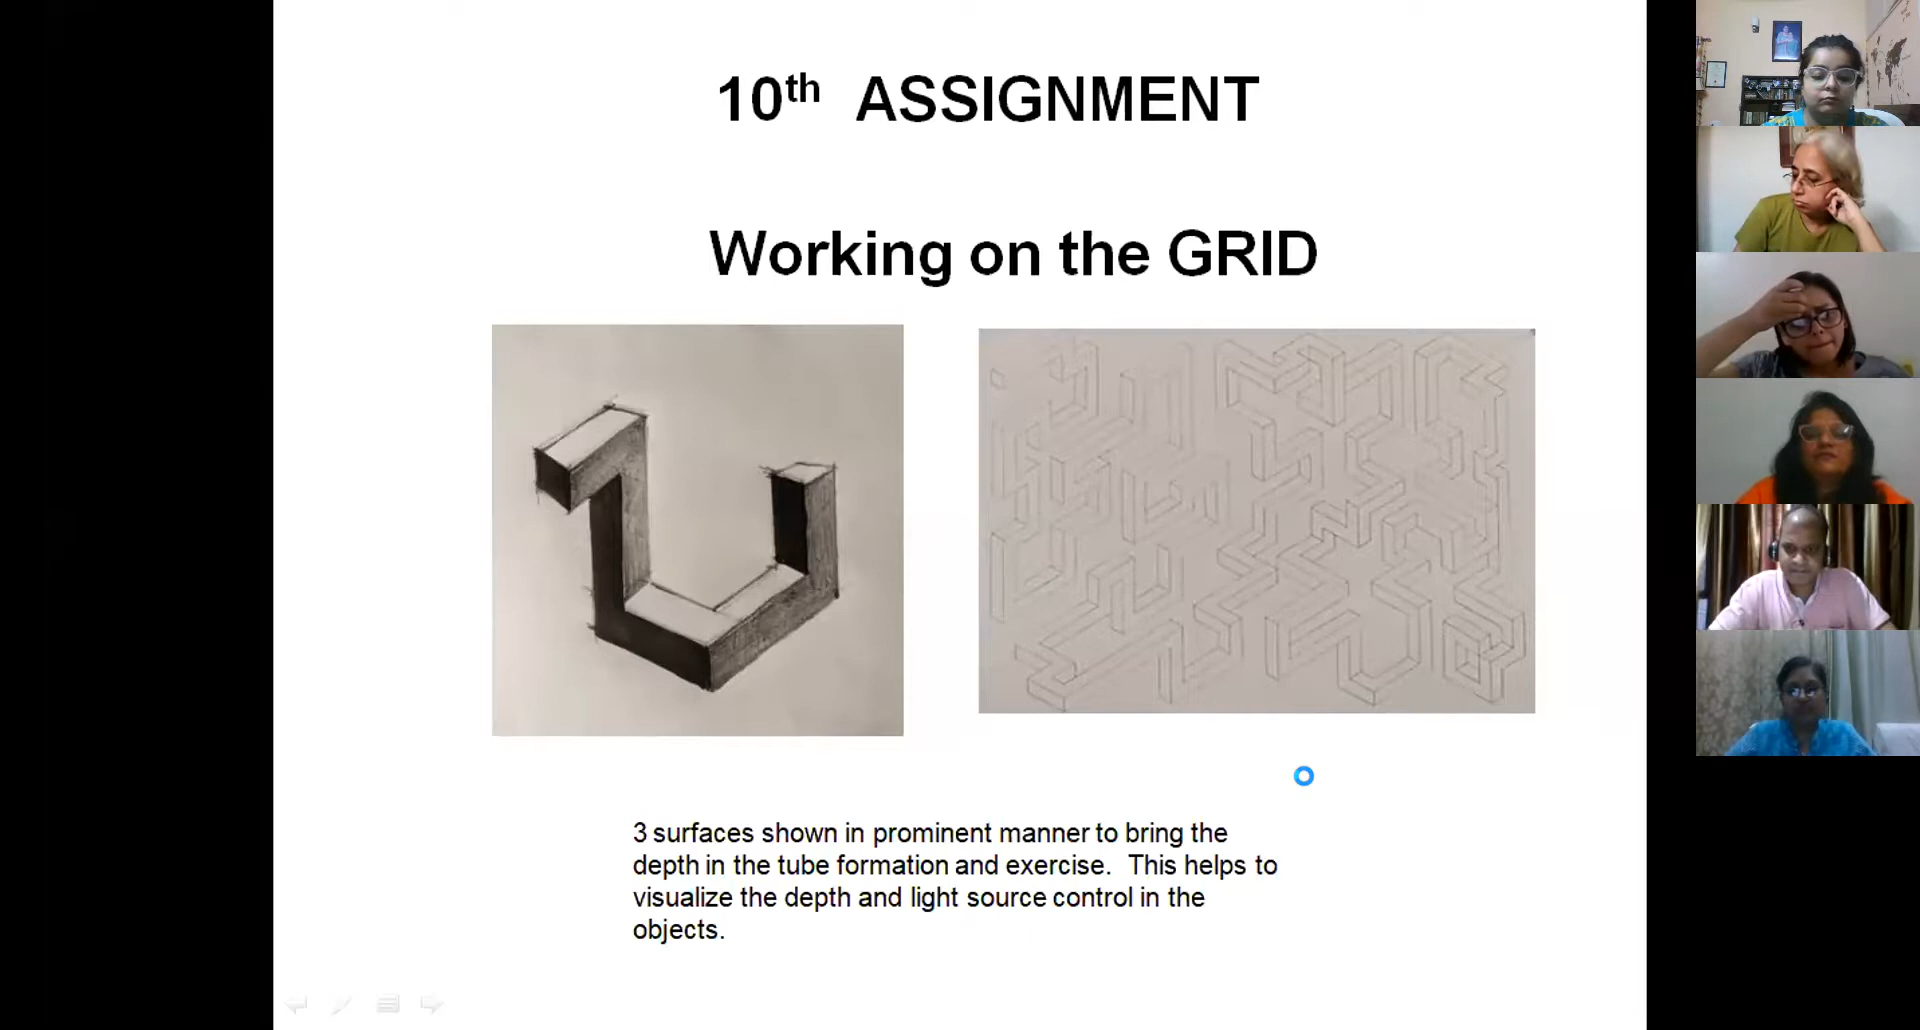 10th ASSIGNMENT
Working on the GRID
3 surfaces shown in prominent manner to bring the
depth in the tube formation and exercise. This helps to
visualize the depth and light source control in the
objects.